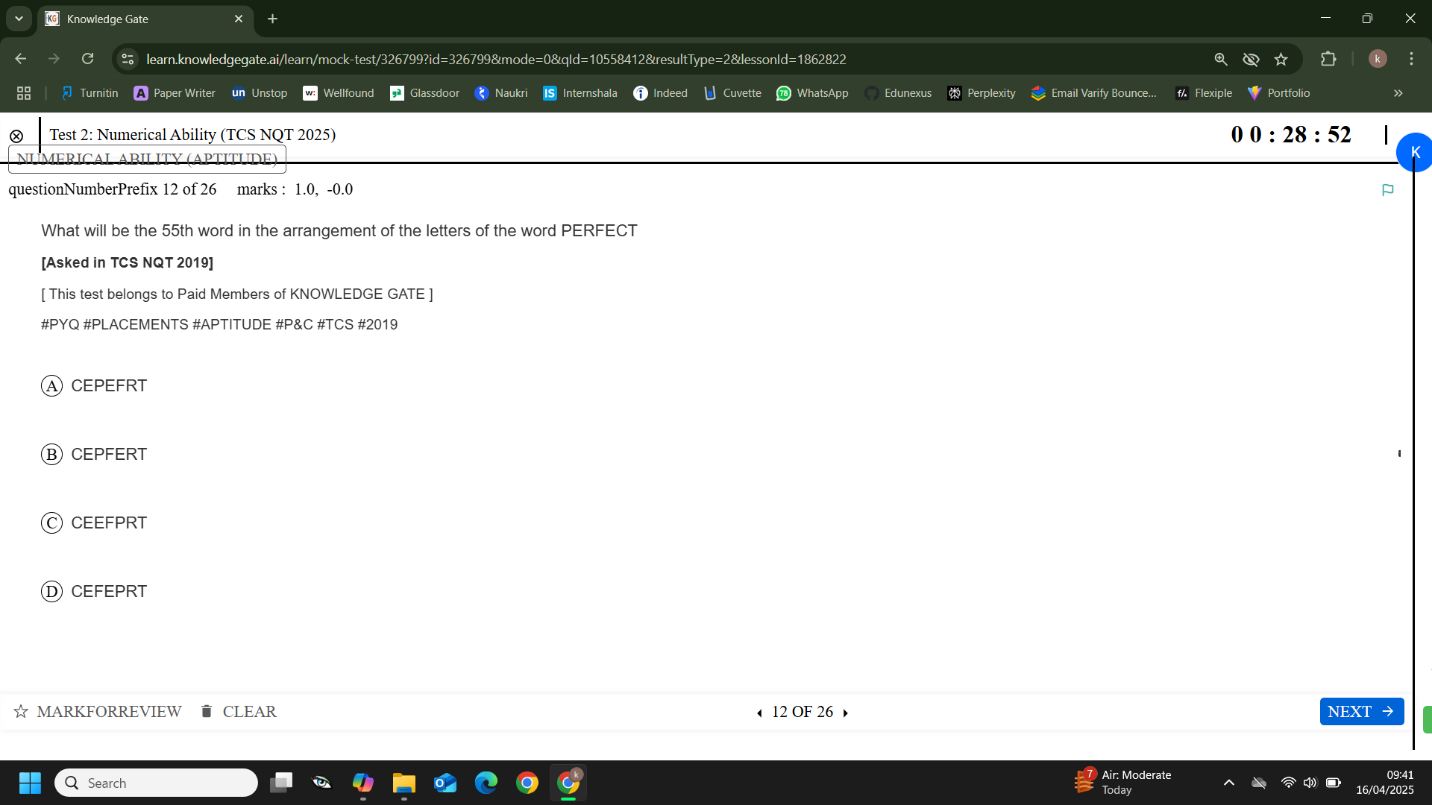 Knowledge Gate
learn.knowledgegate.ai/learn/mock-test/326799?id=326799&mode=0&qId=10558412&resultType=2&lessonId=1862822
k
Turnitin
A Paper Writer
un Unstop
w: Wellfound
Glassdoor
Naukri
IS Internshala
Indeed
Cuvette
WhatsApp
Edunexus
Perplexity
Email Varify Bounce...
f/. Flexiple
Portfolio
Test 2: Numerical Ability (TCS NQT 2025)
00:28:52
K
NUMERICAL ABILITY (APTITUDE)
questionNumberPrefix 12 of 26 marks : 1.0, -0.0
What will be the 55th word in the arrangement of the letters of the word PERFECT
[Asked in TCS NQT 2019]
[ This test belongs to Paid Members of KNOWLEDGE GATE ]
#PYQ #PLACEMENTS #APTITUDE #P&C #TCS #2019
A CEPEFRT
B CEPFERT
C CEEFPRT
D CEFEPRT
MARKFORREVIEW CLEAR
12 OF 26
NEXT
Search
7
Air: Moderate
Today
09:41
16/04/2025